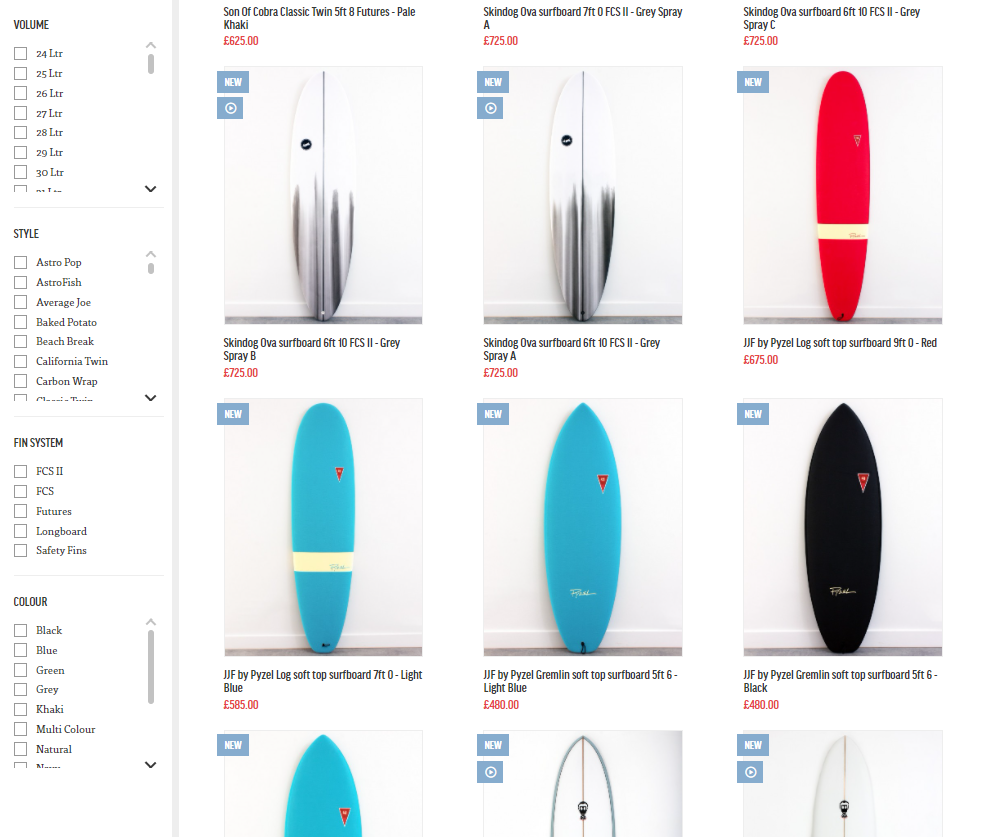 VOLUME
24 Ltr
25 Ltr
26 Ltr
27 Ltr
28 Ltr
29 Ltr
30 Ltr
31 Ltr
STYLE
Astro Pop
AstroFish
Average Joe
Baked Potato
Beach Break
California Twin
Carbon Wrap
Classic Twin
FIN SYSTEM
FCS II
FCS
Futures
Longboard
Safety Fins
COLOUR
Black
Blue
Green
Grey
Khaki
Multi Colour
Natural
Navy
Son Of Cobra Classic Twin 5ft 8 Futures - Pale
Khaki
£625.00
Skindog Ova surfboard 7ft 0 FCS II - Grey Spray
A
£725.00
Skindog Ova surfboard 6ft 10 FCS II - Grey
Spray C
£725.00
NEW
Skindog Ova surfboard 6ft 10 FCS II - Grey
Spray B
£725.00
NEW
Skindog Ova surfboard 6ft 10 FCS II - Grey
Spray A
£725.00
NEW
JJF by Pyzel Log soft top surfboard 9ft 0 - Red
£675.00
NEW
JJF by Pyzel Log soft top surfboard 7ft 0 - Light
Blue
£585.00
NEW
Pyzel
JJF by Pyzel Gremlin soft top surfboard 5ft 6 -
Light Blue
£480.00
NEW
Pyzel
JJF by Pyzel Gremlin soft top surfboard 5ft 6 -
Black
£480.00
NEW
NEW
NEW